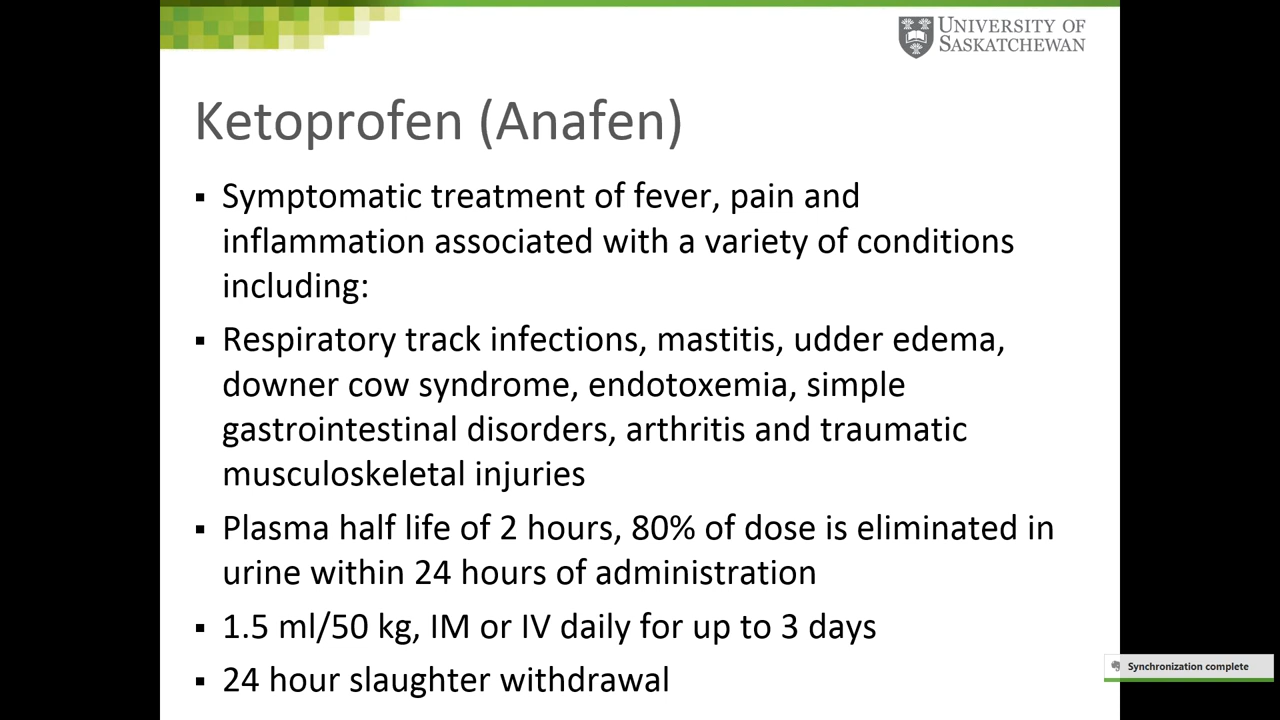 UNIVERSITY OF
SASKATCHEWAN
Ketoprofen (Anafen)
▪ Symptomatic treatment of fever, pain and
inflammation associated with a variety of conditions
including:
▪ Respiratory track infections, mastitis, udder edema,
downer cow syndrome, endotoxemia, simple
gastrointestinal disorders, arthritis and traumatic
musculoskeletal injuries
▪ Plasma half life of 2 hours, 80% of dose is eliminated in
urine within 24 hours of administration
▪ 1.5 ml/50 kg, IM or IV daily for up to 3 days
Synchronization complete
▪ 24 hour slaughter withdrawal